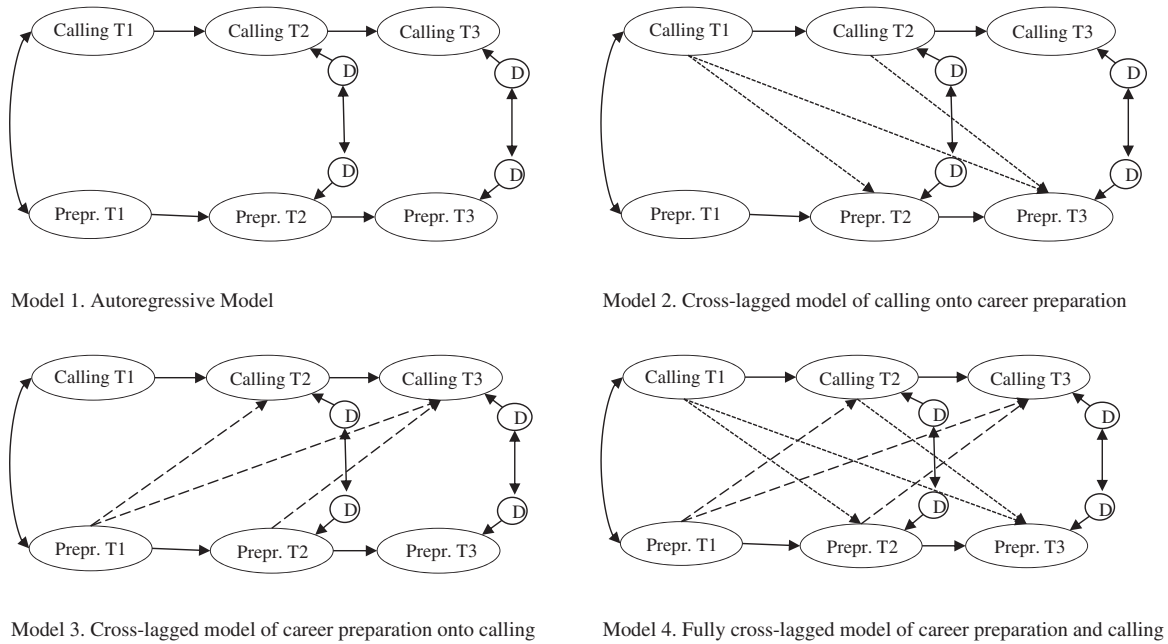 Calling T1
Calling T2
Calling T3
D
D
D
D
Prepr. T1
Prepr. T2
Prepr. T3
Model 1. Autoregressive Model
Calling T1
Calling T2
Calling T3
D
D
D
D
Prepr. T1
Prepr. T2
Prepr. T3
Model 2. Cross-lagged model of calling onto career preparation
Calling T1
Calling T2
Calling T3
D
D
D
D
Prepr. T1
Prepr. T2
Prepr. T3
Model 3. Cross-lagged model of career preparation onto calling
Calling T1
Calling T2
Calling T3
D
D
D
D
Prepr. T1
Prepr. T2
Prepr. T3
Model 4. Fully cross-lagged model of career preparation and calling